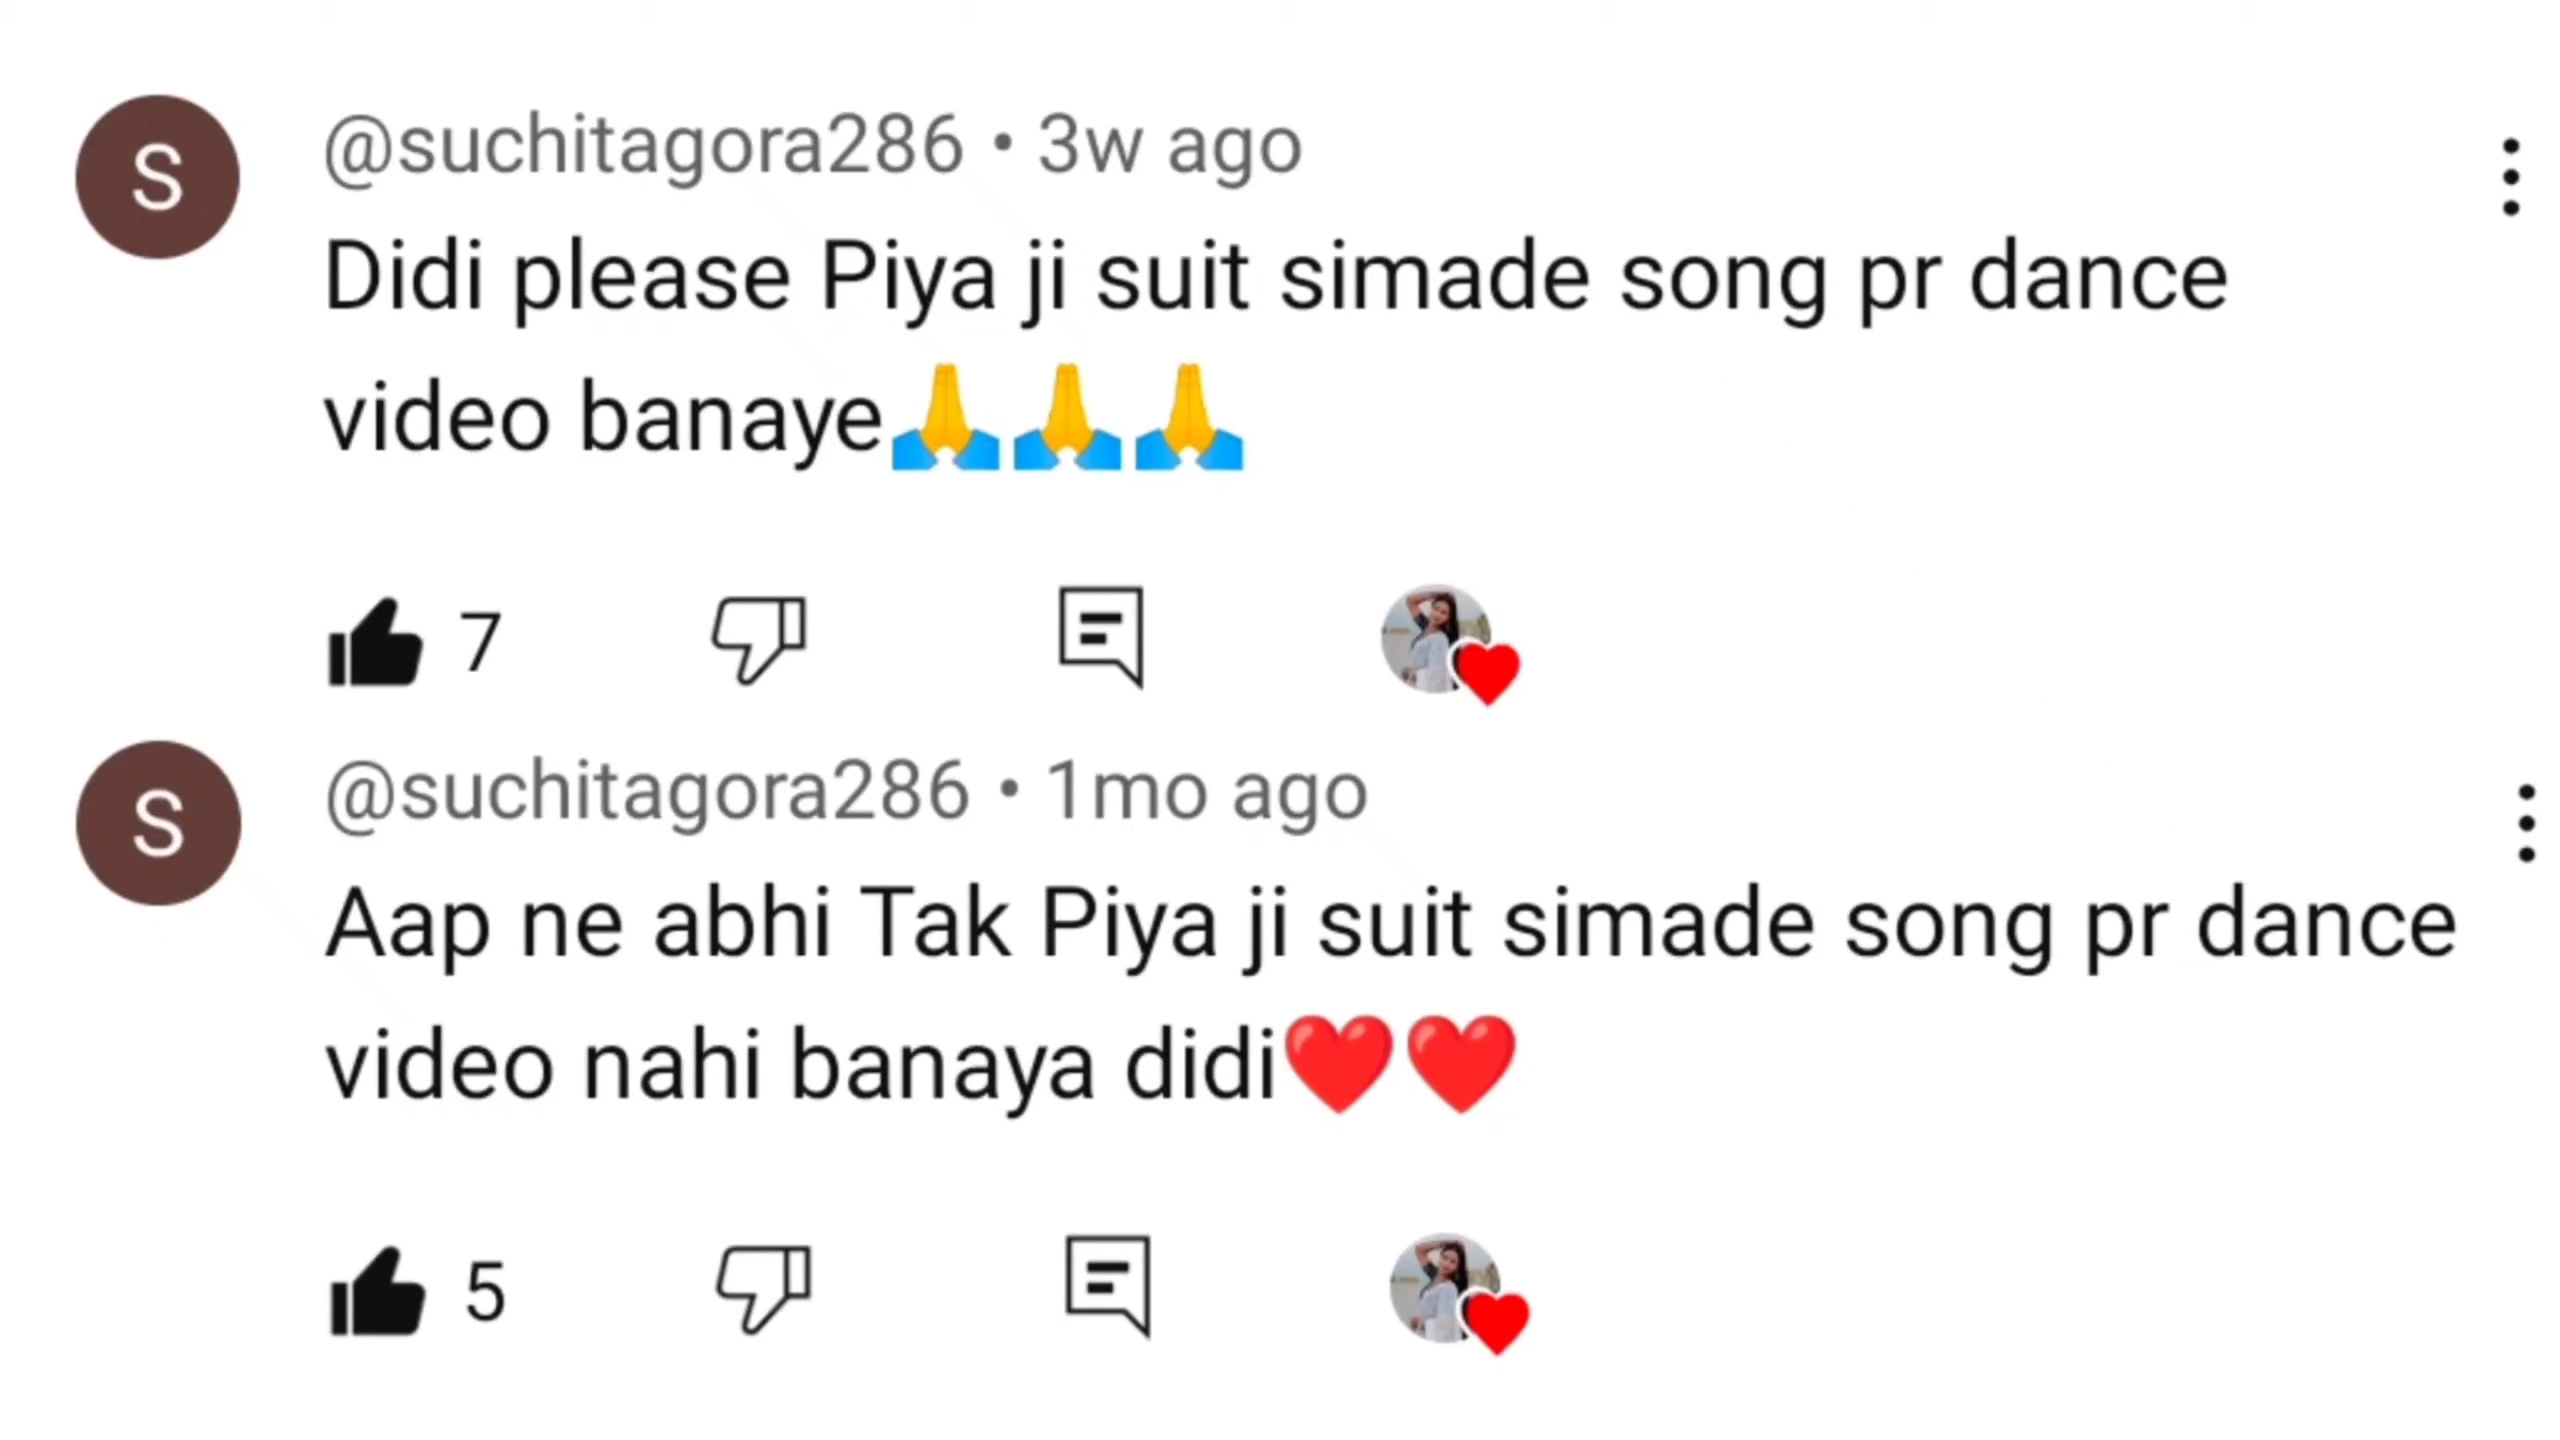 S
@suchitagora286 • 3w ago
Didi please Piya ji suit simade song pr dance
video banaye🙏🙏🙏
7
S
@suchitagora286 • 1mo ago
Aap ne abhi Tak Piya ji suit simade song pr dance
video nahi banaya didi❤️❤️
5